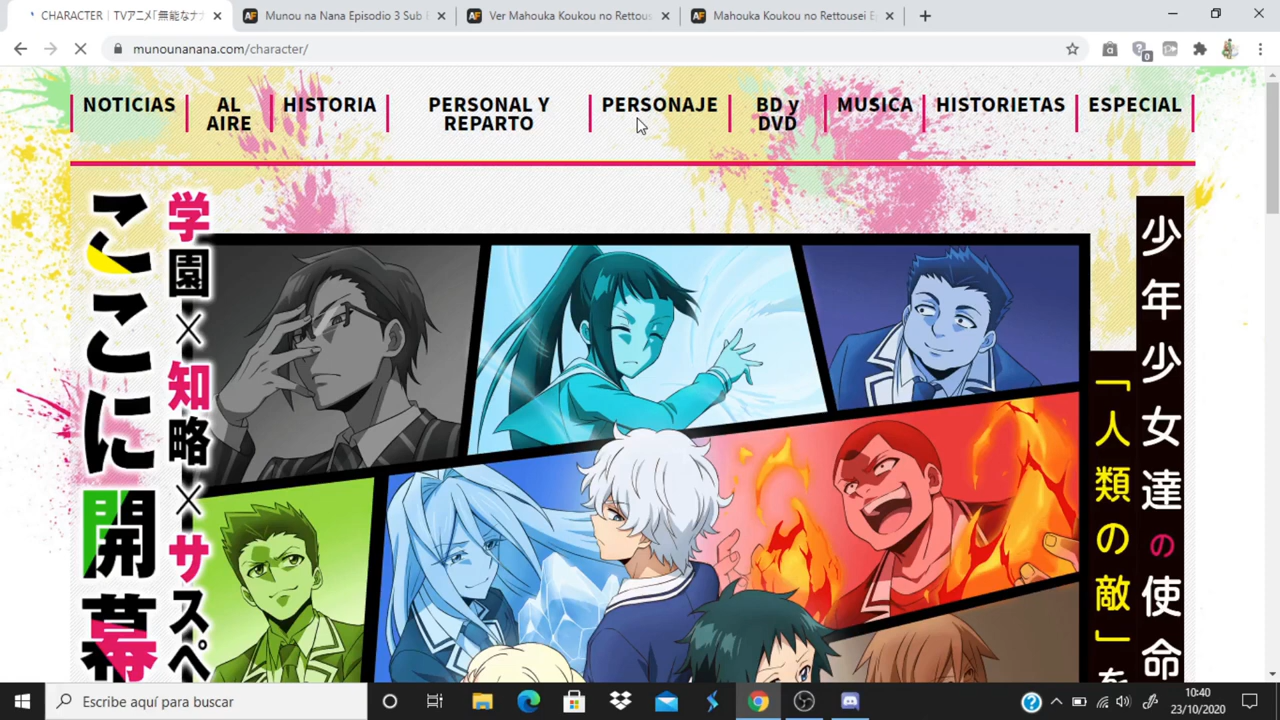 CHARACTER | TVアニメ「無能なナナ
Munou na Nana Episodio 3 Sub
Ver Mahouka Koukou no Rettous
Mahouka Koukou no Rettousei E
munounanana.com/character/
0
NOTICIAS
AL AIRE
HISTORIA
PERSONAL Y REPARTO
PERSONAJE
BD y DVD
MUSICA
HISTORIETAS
ESPECIAL
学園×知略×サスペ
ここに開幕
少年少女達の使命
「人類の敵」を
Escribe aquí para buscar
10:40
23/10/2020